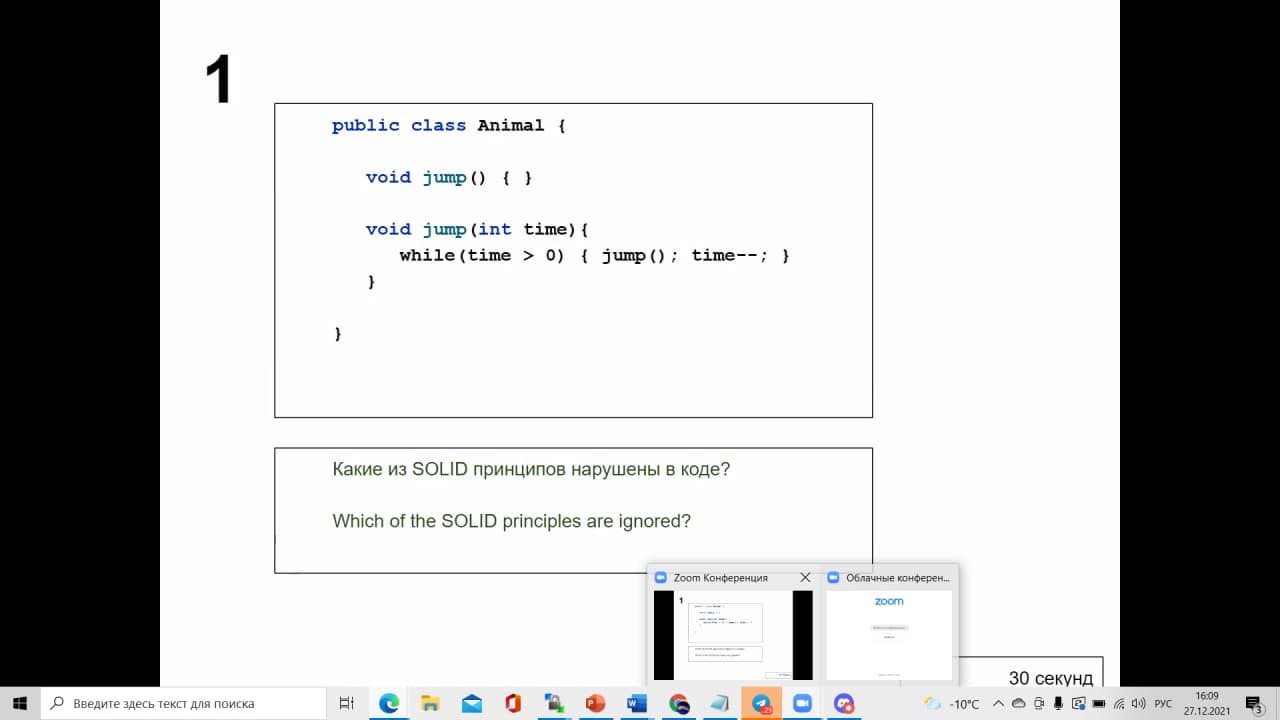 1
public class Animal {
void jump() { }
void jump(int time){
while(time > 0) { jump(); time--; }
}
}
Какие из SOLID принципов нарушены в коде?
Which of the SOLID principles are ignored?
Zoom Конференция
Облачные конферен...
zoom
30 секунд
Введите здесь текст для поиска
-10°C
РУС
16:09
27.12.2021
3